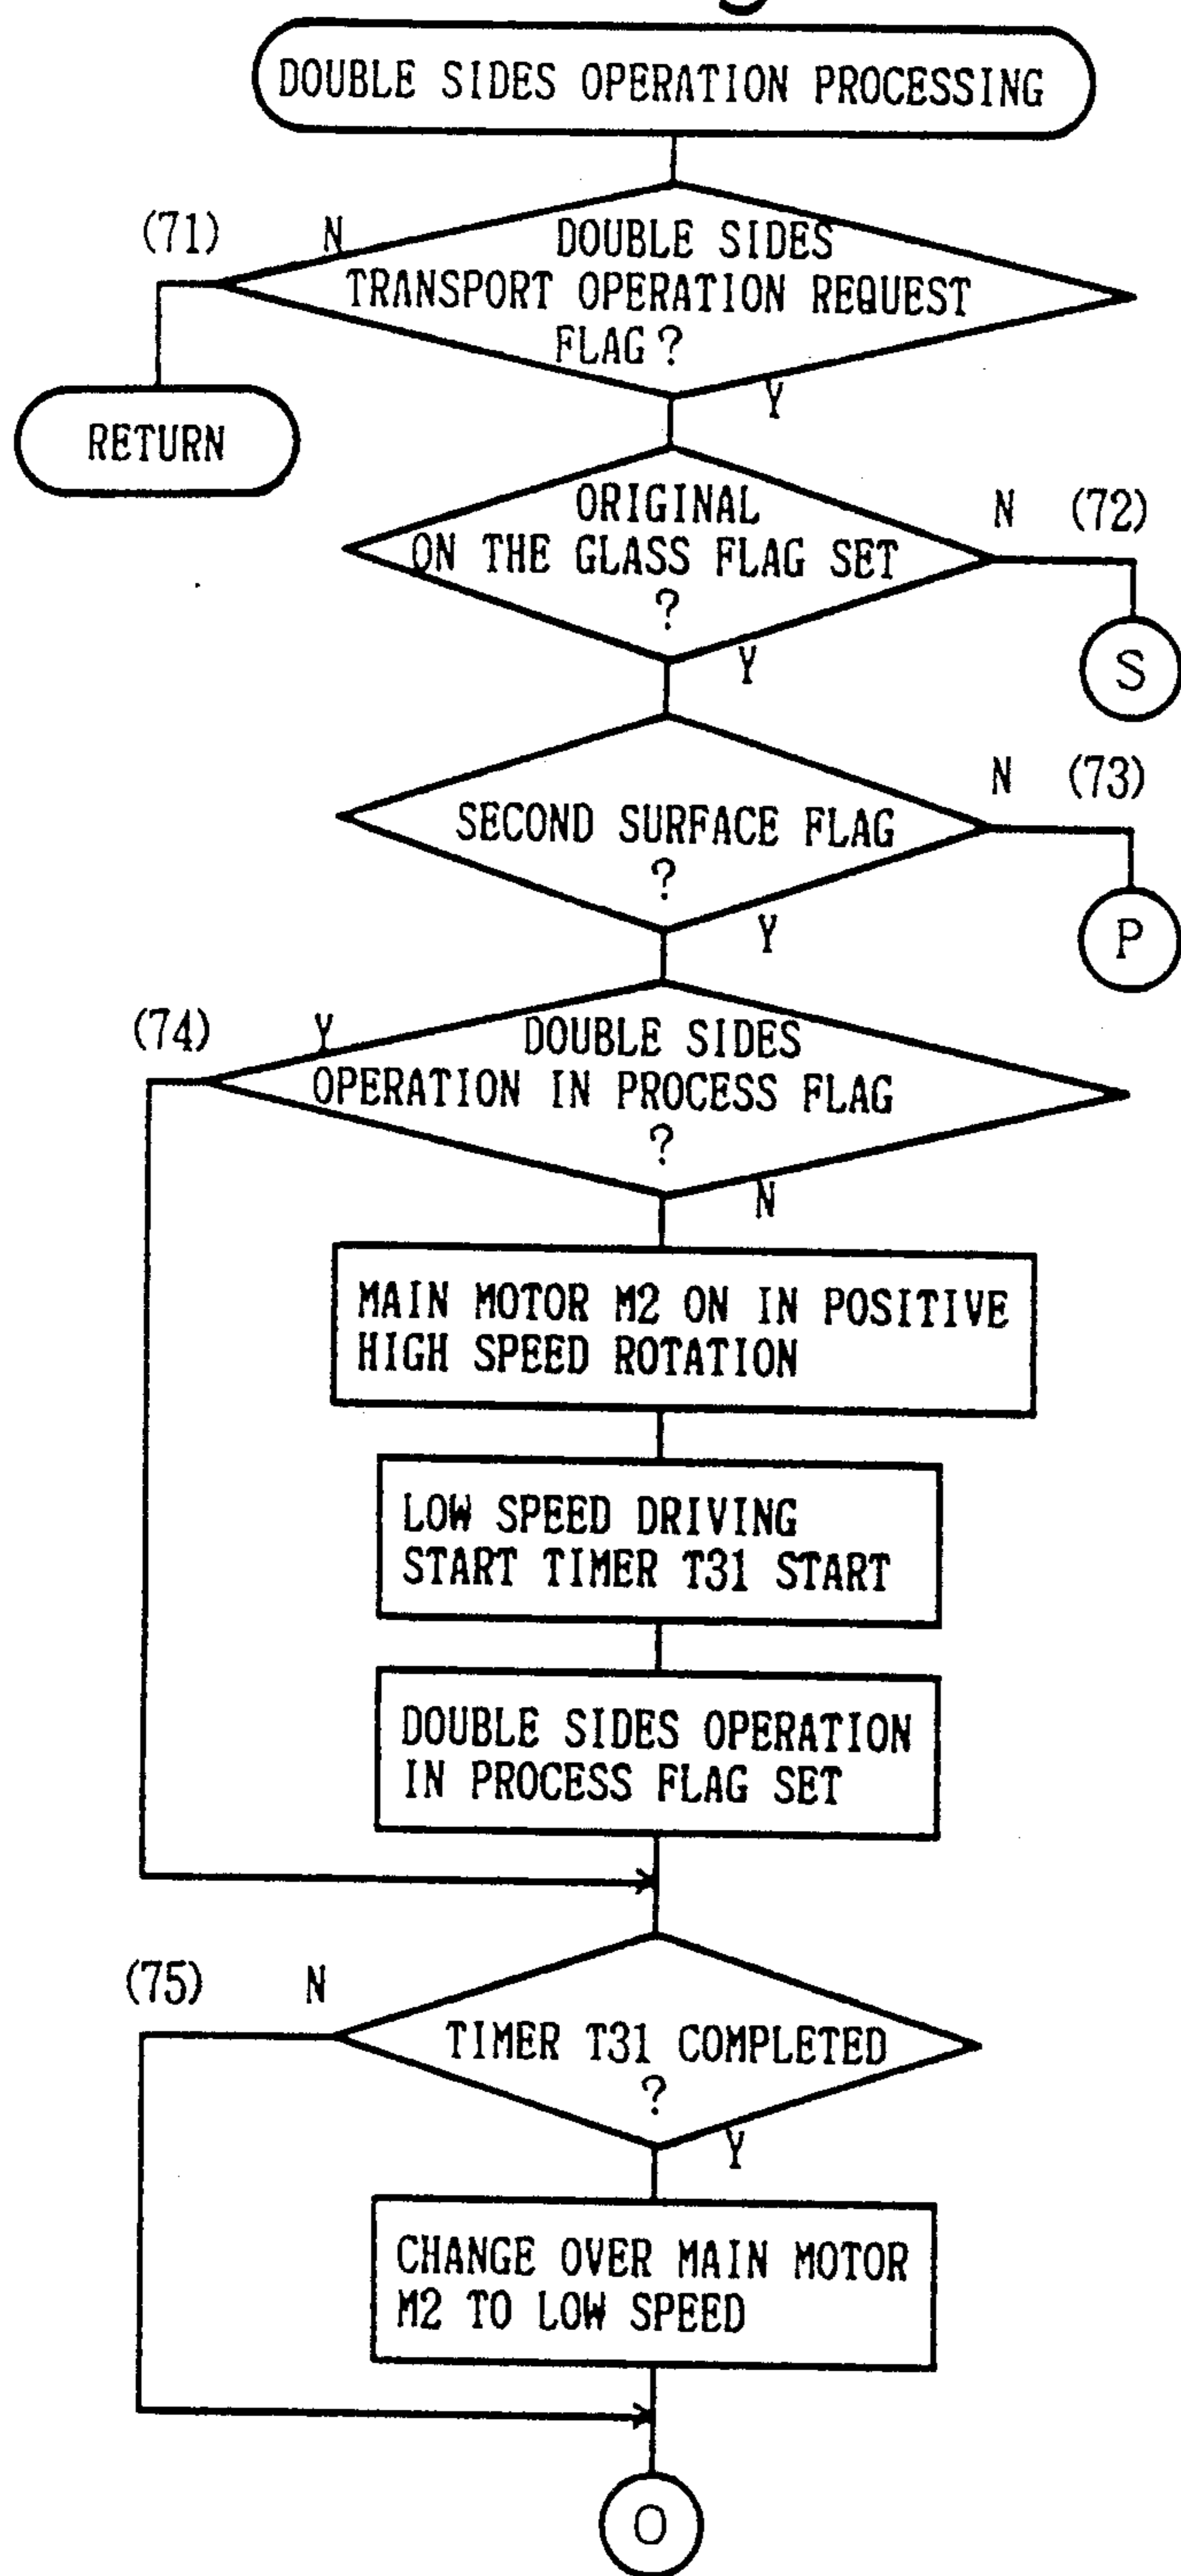 DOUBLE SIDES OPERATION PROCESSING
(71) N
DOUBLE SIDES
TRANSPORT OPERATION REQUEST
FLAG?
Y
RETURN
ORIGINAL
ON THE GLASS FLAG SET
?
N (72)
Y
S
SECOND SURFACE FLAG
?
N (73)
Y
P
(74) Y
DOUBLE SIDES
OPERATION IN PROCESS FLAG
?
N
MAIN MOTOR M2 ON IN POSITIVE
HIGH SPEED ROTATION
LOW SPEED DRIVING
START TIMER T31 START
DOUBLE SIDES OPERATION
IN PROCESS FLAG SET
(75) N
TIMER T31 COMPLETED
?
Y
CHANGE OVER MAIN MOTOR
M2 TO LOW SPEED
O